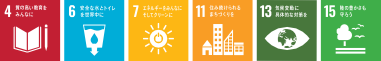 4 質の高い教育を
みんなに
6 安全な水とトイレ
を世界中に
7 エネルギーをみんなに
そしてクリーンに
11 住み続けられる
まちづくりを
13 気候変動に
具体的な対策を
15 陸の豊かさも
守ろう